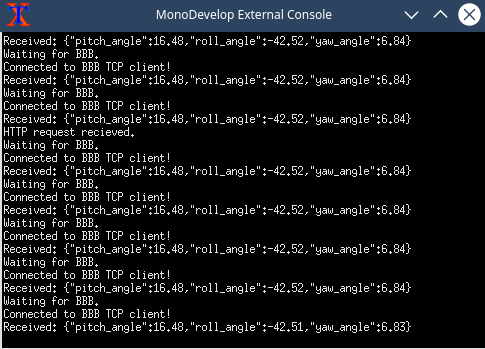 MonoDevelop External Console
Received: {"pitch_angle":16.48,"roll_angle":-42.52,"yaw_angle":6.84}
Waiting for BBB.
Connected to BBB TCP client!
Received: {"pitch_angle":16.48,"roll_angle":-42.52,"yaw_angle":6.84}
Waiting for BBB.
Connected to BBB TCP client!
Received: {"pitch_angle":16.48,"roll_angle":-42.52,"yaw_angle":6.84}
HTTP request recieved.
Waiting for BBB.
Connected to BBB TCP client!
Received: {"pitch_angle":16.48,"roll_angle":-42.52,"yaw_angle":6.84}
Waiting for BBB.
Connected to BBB TCP client!
Received: {"pitch_angle":16.48,"roll_angle":-42.52,"yaw_angle":6.84}
Waiting for BBB.
Connected to BBB TCP client!
Received: {"pitch_angle":16.48,"roll_angle":-42.52,"yaw_angle":6.84}
Waiting for BBB.
Connected to BBB TCP client!
Received: {"pitch_angle":16.48,"roll_angle":-42.52,"yaw_angle":6.84}
Waiting for BBB.
Connected to BBB TCP client!
Received: {"pitch_angle":16.48,"roll_angle":-42.51,"yaw_angle":6.83}